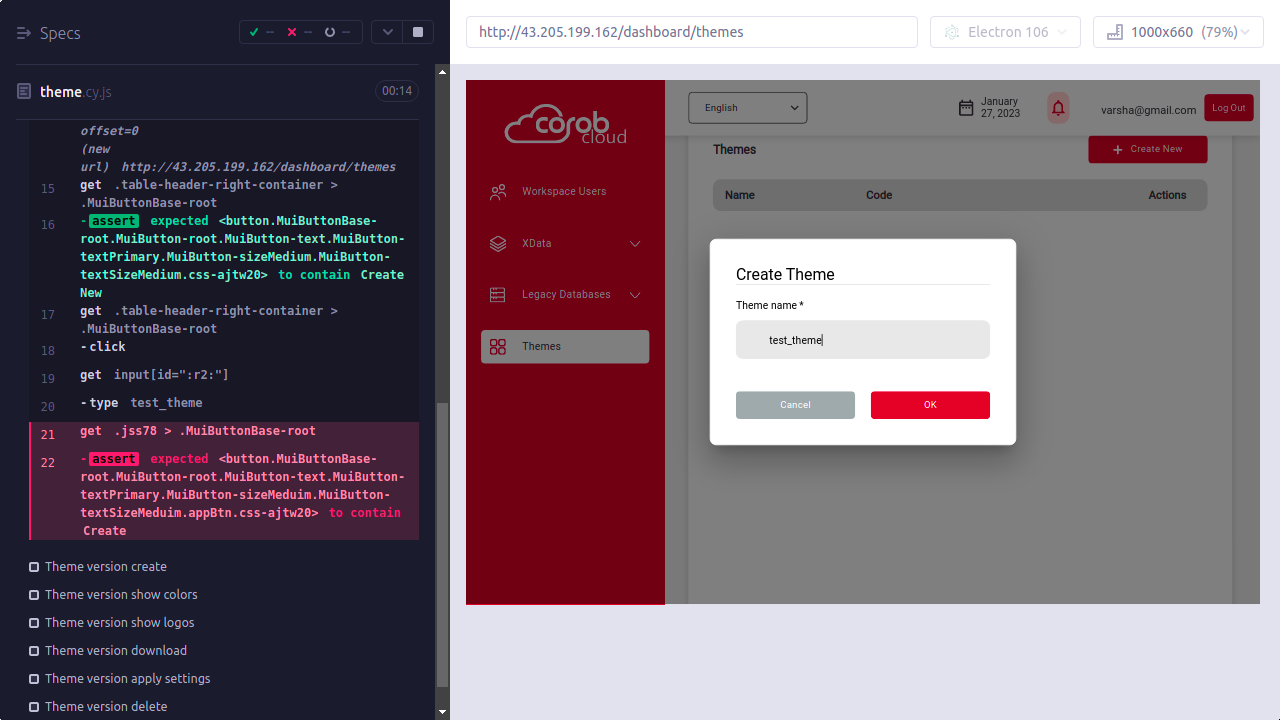 Specs
theme.cy.js
00:14
offset=0
(new
url) http://43.205.199.162/dashboard/themes
15 get .table-header-right-container >
.MuiButtonBase-root
16 -assert expected <button.MuiButtonBase-
root.MuiButton-root.MuiButton-text.MuiButton-
textPrimary.MuiButton-sizeMedium.MuiButton-
textSizeMedium.css-ajtw20> to contain Create
New
17 get .table-header-right-container >
.MuiButtonBase-root
18 -click
19 get input[id=":r2:"]
20 -type test_theme
21 get .jss78 > .MuiButtonBase-root
22 -assert expected <button.MuiButtonBase-
root.MuiButton-root.MuiButton-text.MuiButton-
textPrimary.MuiButton-sizeMeduim.MuiButton-
textSizeMeduim.appBtn.css-ajtw20> to contain
Create
Theme version create
Theme version show colors
Theme version show logos
Theme version download
Theme version apply settings
Theme version delete
http://43.205.199.162/dashboard/themes
Electron 106
1000x660 (79%)
corob
cloud
Workspace Users
XData
Legacy Databases
Themes
English
January
27, 2023
varsha@gmail.com
Log Out
Themes
+ Create New
Name Code Actions
Create Theme
Theme name *
test_theme
Cancel OK